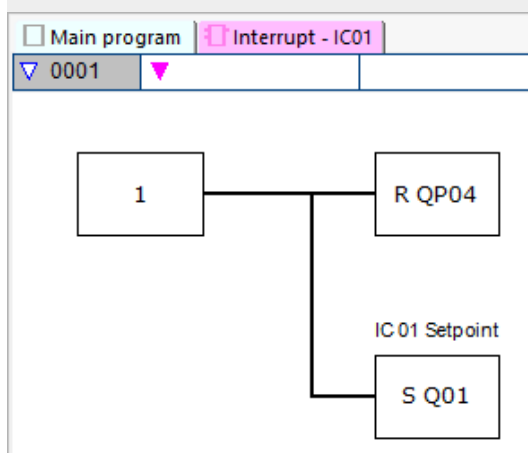 Main program Interrupt - IC01
0001
1 R QP04
IC 01 Setpoint
S Q01